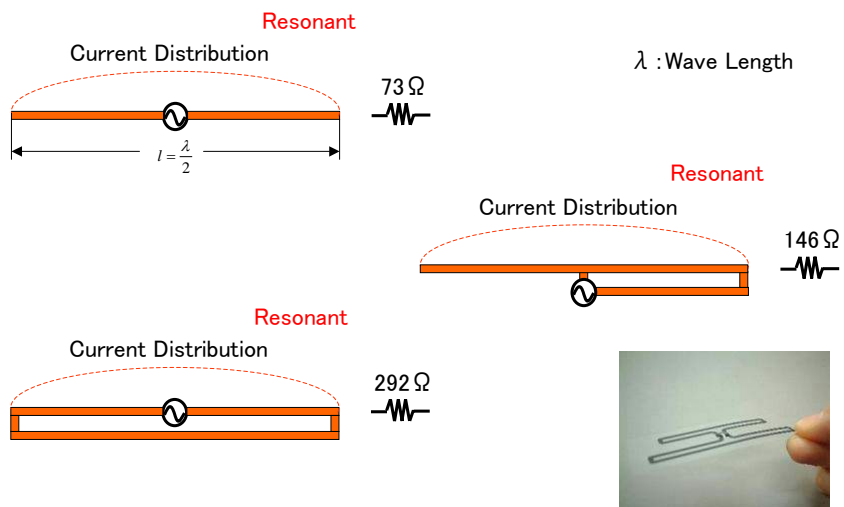 Resonant
Current Distribution
λ : Wave Length
73Ω
l = λ/2
Resonant
Current Distribution
146Ω
Resonant
Current Distribution
292Ω